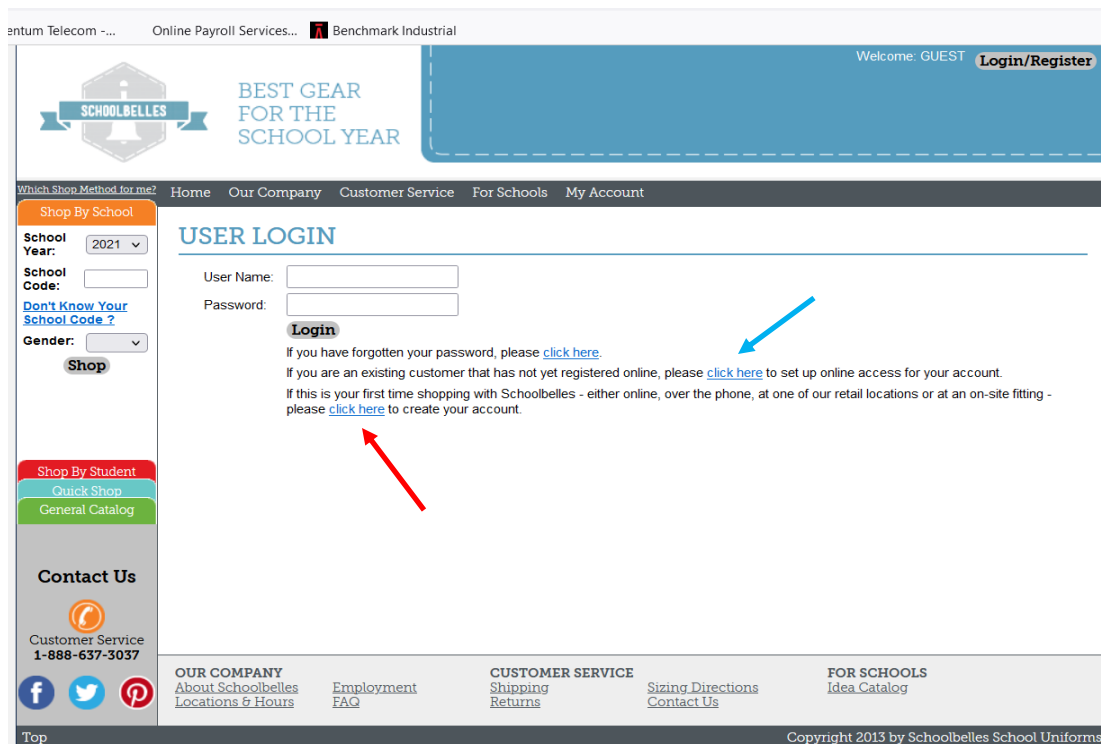 entum Telecom -... Online Payroll Services... Benchmark Industrial
Welcome: GUEST Login/Register
SCHOOLBELLES
BEST GEAR
FOR THE
SCHOOL YEAR
Which Shop Method for me?
Home Our Company Customer Service For Schools My Account
Shop By School
School Year: 2021
School Code:
Don't Know Your
School Code ?
Gender:
Shop
USER LOGIN
User Name:
Password:
Login
If you have forgotten your password, please click here.
If you are an existing customer that has not yet registered online, please click here to set up online access for your account.
If this is your first time shopping with Schoolbelles - either online, over the phone, at one of our retail locations or at an on-site fitting -
please click here to create your account.
Shop By Student
Quick Shop
General Catalog
Contact Us
Customer Service
1-888-637-3037
OUR COMPANY CUSTOMER SERVICE FOR SCHOOLS
About Schoolbelles Employment Shipping Sizing Directions Idea Catalog
Locations & Hours FAQ Returns Contact Us
Top Copyright 2013 by Schoolbelles School Uniforms